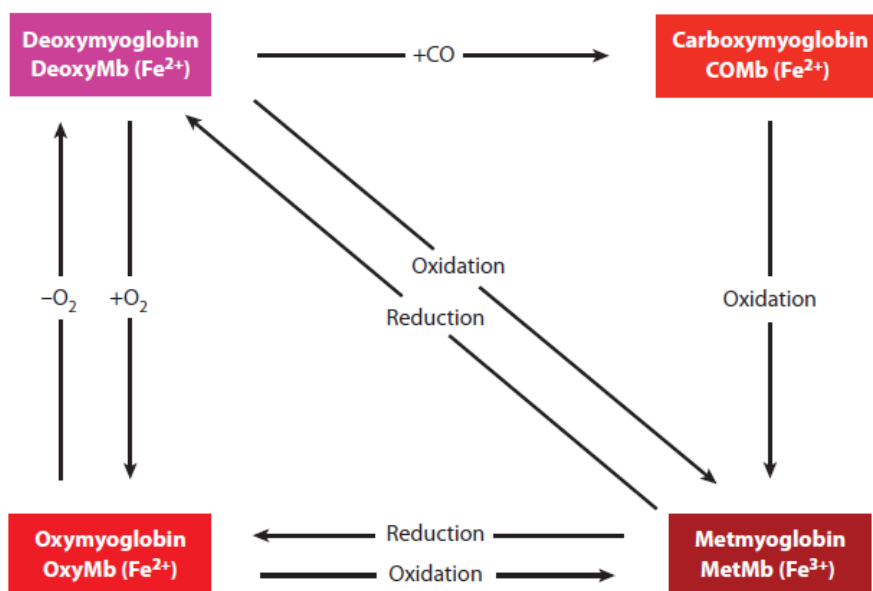 Deoxymyoglobin
DeoxyMb (Fe²⁺)
+CO
Carboxymyoglobin
COMb (Fe²⁺)
Oxidation
Reduction
–O₂
+O₂
Oxidation
Oxymyoglobin
OxyMb (Fe²⁺)
Reduction
Oxidation
Metmyoglobin
MetMb (Fe³⁺)